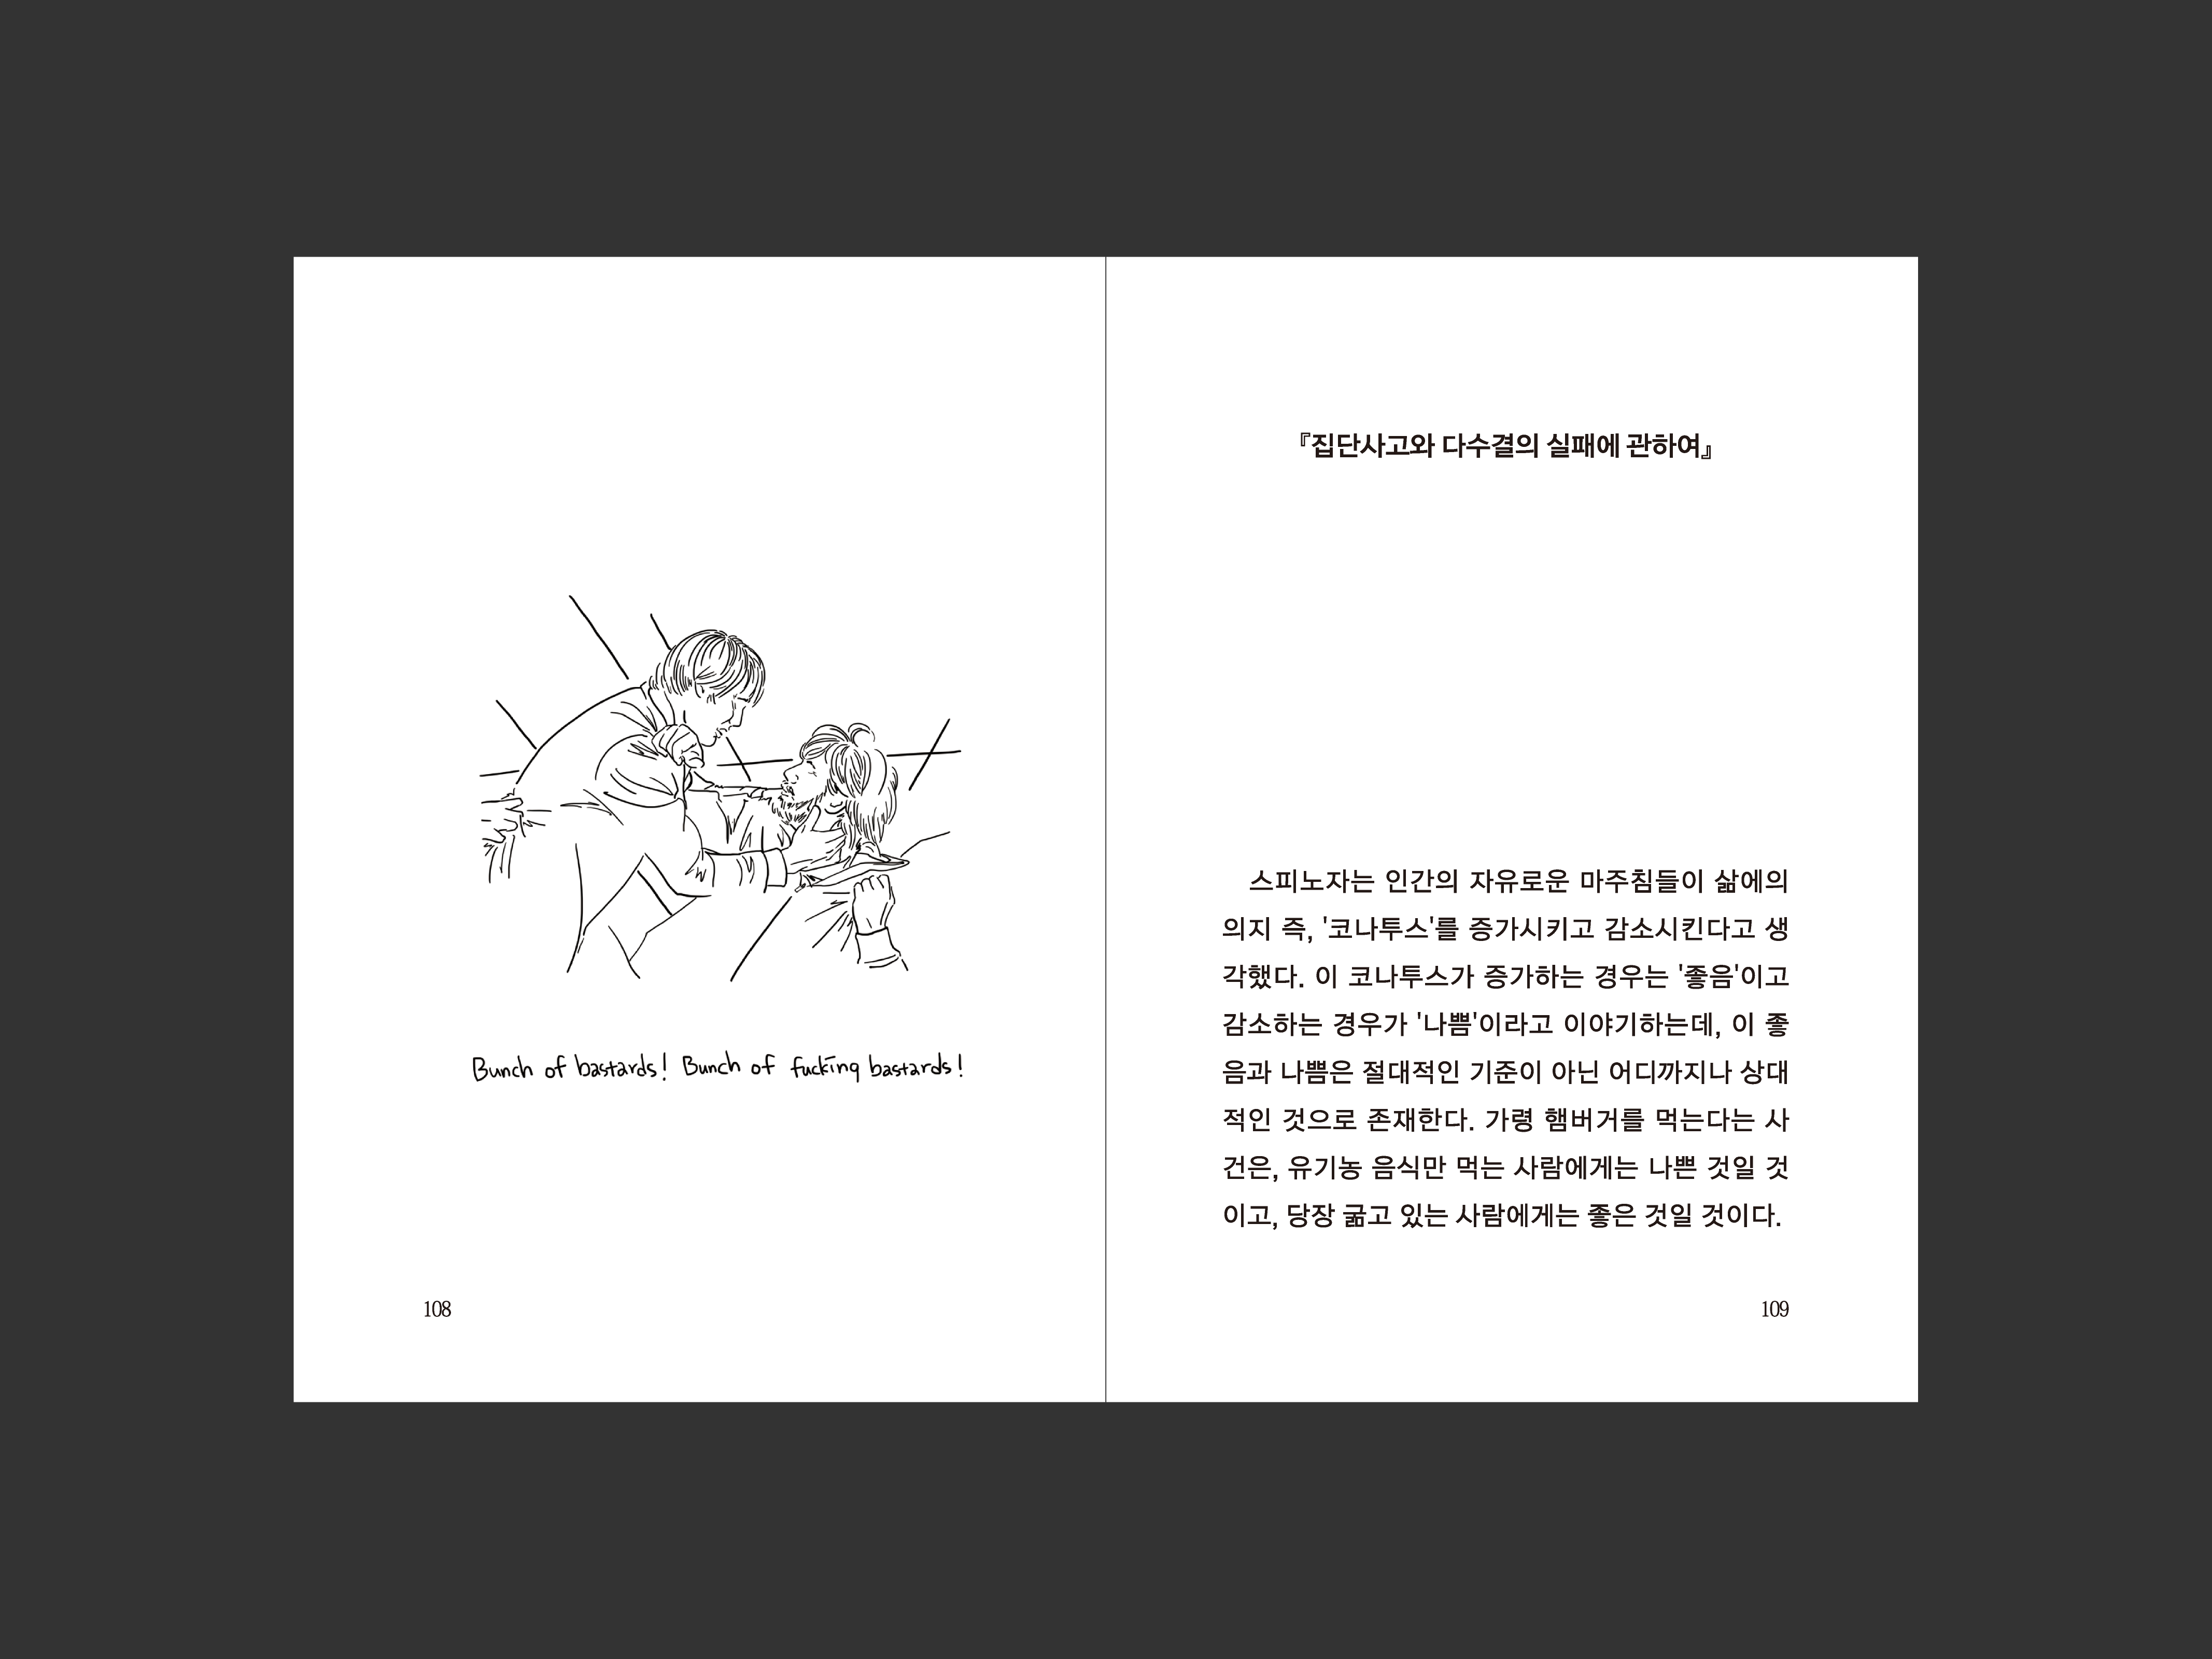 Bunch of bastards! Bunch of fucking bastards!
108
『집단사고와 다수결의 실패에 관하여』
스피노자는 인간의 자유로운 마주침들이 삶에의
의지 즉, '코나투스'를 증가시키고 감소시킨다고 생
각했다. 이 코나투스가 증가하는 경우는 '좋음'이고
감소하는 경우가 '나쁨'이라고 이야기하는데, 이 좋
음과 나쁨은 절대적인 기준이 아닌 어디까지나 상대
적인 것으로 존재한다. 가령 햄버거를 먹는다는 사
건은, 유기농 음식만 먹는 사람에게는 나쁜 것일 것
이고, 당장 굶고 있는 사람에게는 좋은 것일 것이다.
109